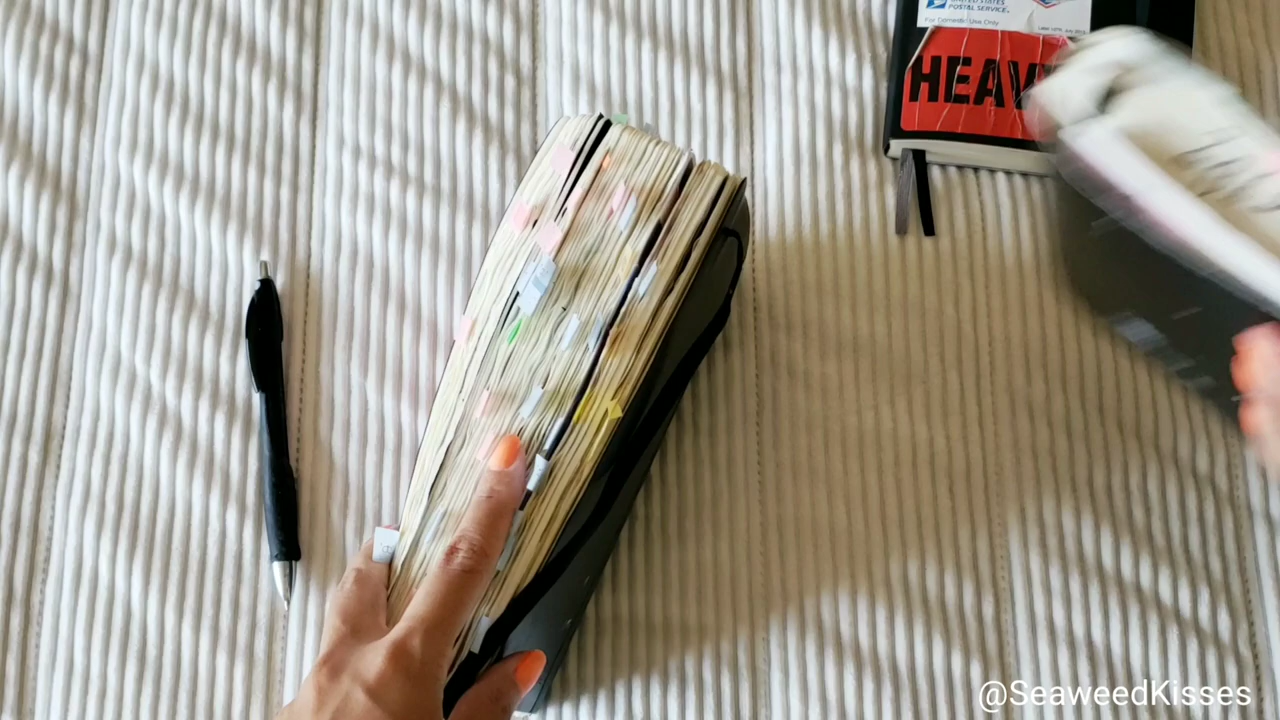 UNITED STATES
POSTAL SERVICE®
For Domestic Use Only
HEAV
@SeaweedKisses